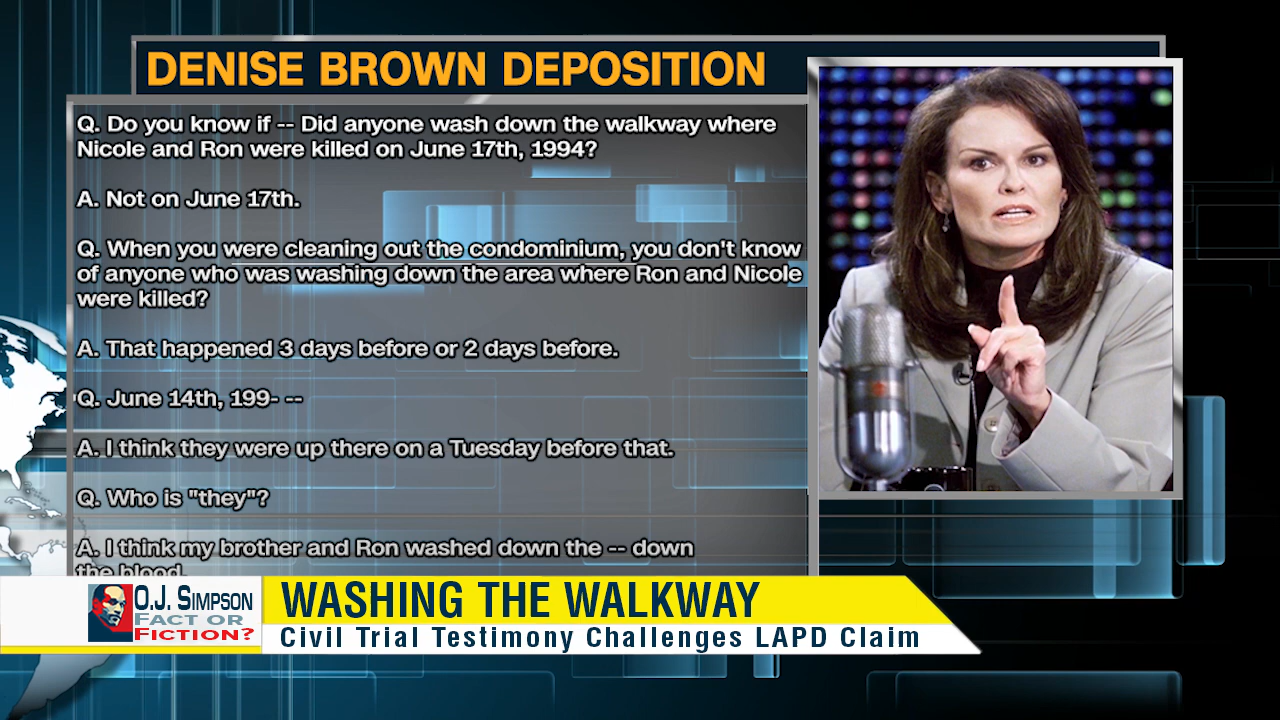 DENISE BROWN DEPOSITION
Q. Do you know if -- Did anyone wash down the walkway where
Nicole and Ron were killed on June 17th, 1994?
A. Not on June 17th.
Q. When you were cleaning out the condominium, you don't know
of anyone who was washing down the area where Ron and Nicole
were killed?
A. That happened 3 days before or 2 days before.
Q. June 14th, 199- --
A. I think they were up there on a Tuesday before that.
Q. Who is "they"?
A. I think my brother and Ron washed down the -- down
the blood.
O.J. SIMPSON
FACT OR
FICTION?
WASHING THE WALKWAY
Civil Trial Testimony Challenges LAPD Claim